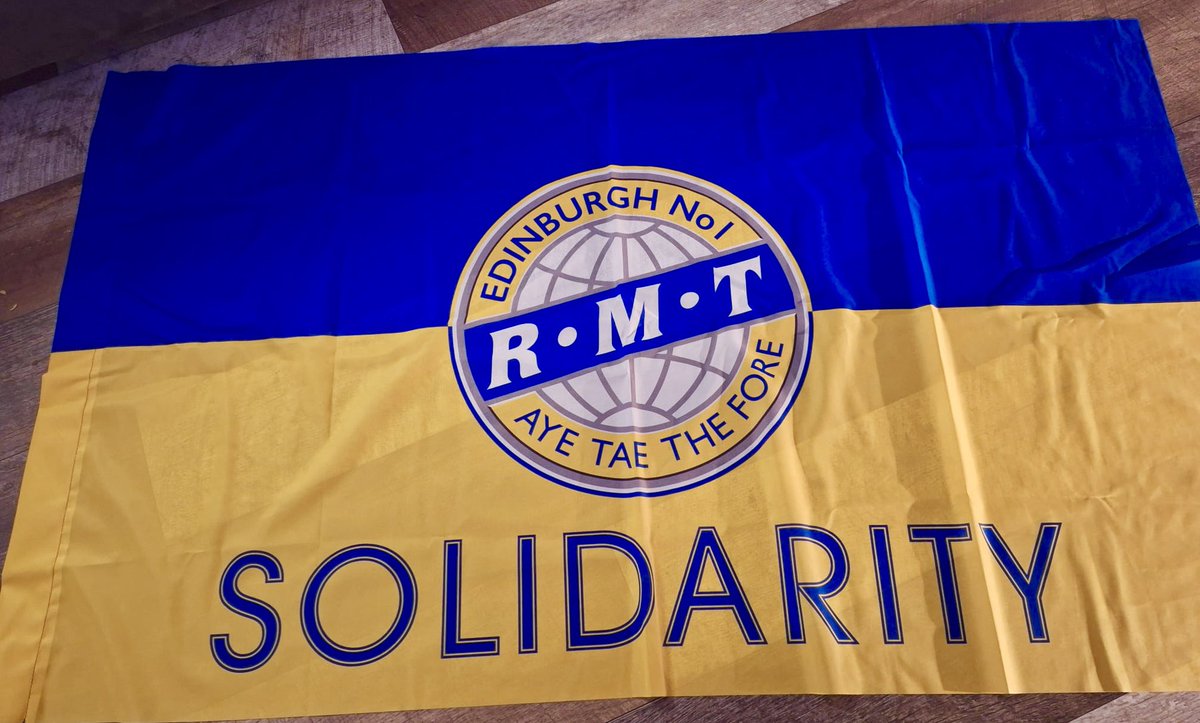 EDINBURGH No1
R•M•T
AYE TAE THE FORE
SOLIDARITY